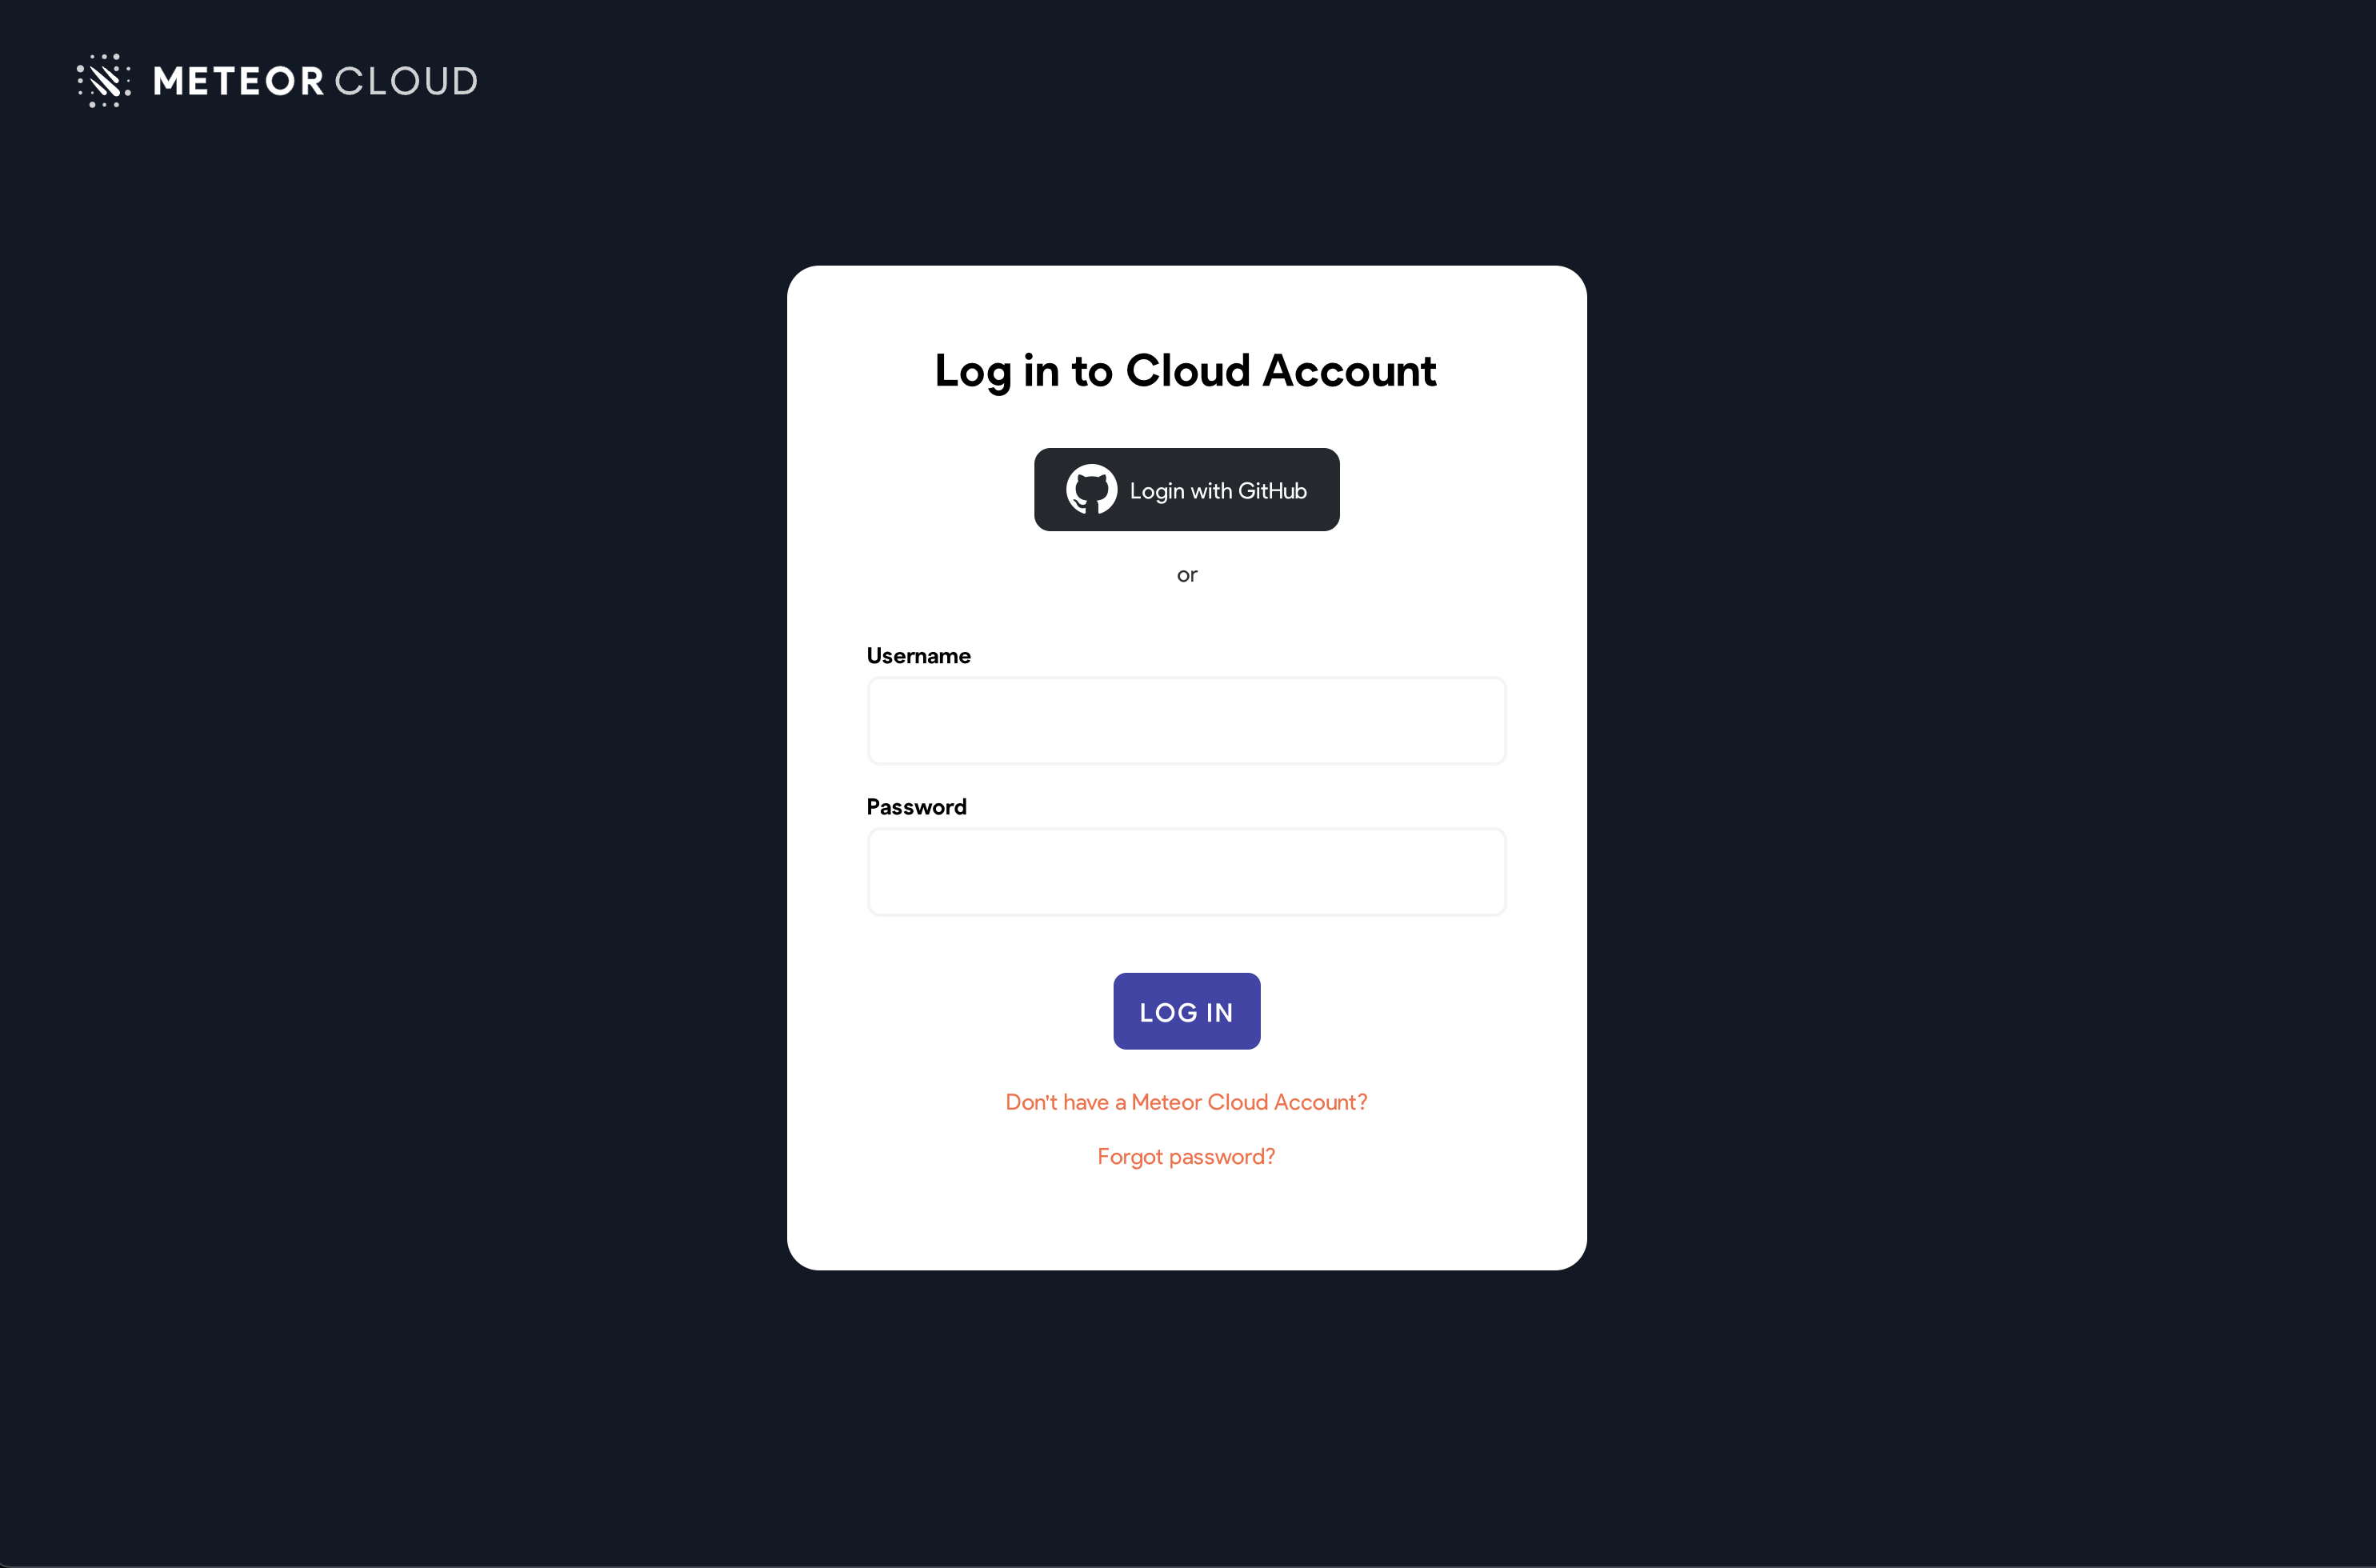 METEOR CLOUD
Log in to Cloud Account
Login with GitHub
or
Username
Password
LOG IN
Don't have a Meteor Cloud Account?
Forgot password?